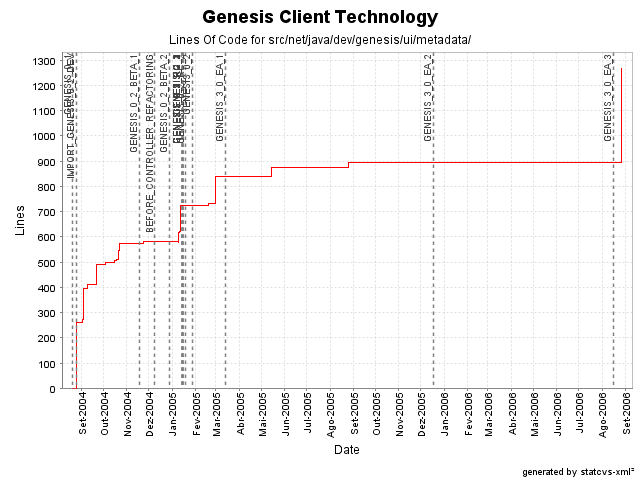 Genesis Client Technology
Lines Of Code for src/net/java/dev/genesis/ui/metadata/
1300
1200
1100
1000
900
800
700
600
500
400
300
200
100
0
Lines
GENESIS_0_2_BETA_1
BEFORE_CONTROLLER_REFACTORING
GENESIS_0_2_BETA_2
GENESIS_3_0_EA_1
GENESIS_3_0_EA_2
GENESIS_3_0_EA_3
Set-2004
Out-2004
Nov-2004
Dez-2004
Jan-2005
Fev-2005
Mar-2005
Abr-2005
Mai-2005
Jun-2005
Jul-2005
Ago-2005
Set-2005
Out-2005
Nov-2005
Dez-2005
Jan-2006
Fev-2006
Mar-2006
Abr-2006
Mai-2006
Jun-2006
Jul-2006
Ago-2006
Set-2006
Date
generated by statcvs-xml²